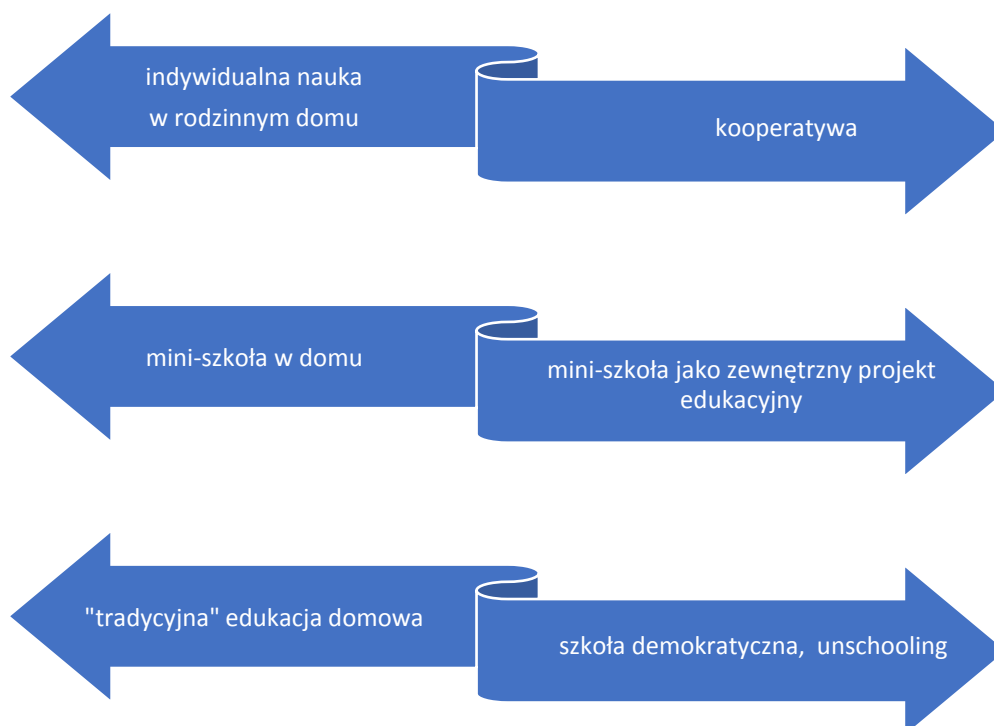 indywidualna nauka
w rodzinnym domu
kooperatywa
mini-szkoła w domu
mini-szkoła jako zewnętrzny projekt
edukacyjny
"tradycyjna" edukacja domowa
szkoła demokratyczna, unschooling